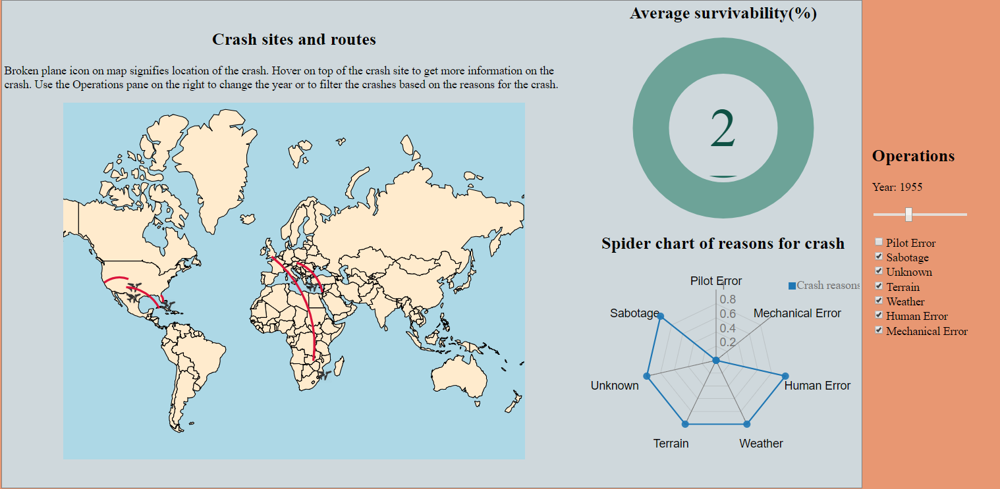 Crash sites and routes
Broken plane icon on map signifies location of the crash. Hover on top of the crash site to get more information on the
crash. Use the Operations pane on the right to change the year or to filter the crashes based on the reasons for the crash.
Average survivability(%)
2
Spider chart of reasons for crash
Pilot Error
1
Crash reasons
0.8
Sabotage
Mechanical Error
0.6
0.4
0.2
Unknown
Human Error
Terrain
Weather
Operations
Year: 1955
Pilot Error
Sabotage
Unknown
Terrain
Weather
Human Error
Mechanical Error